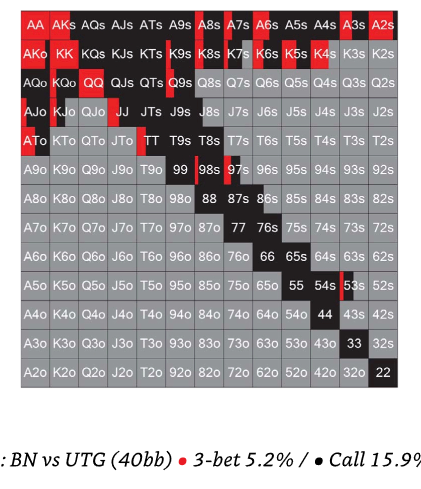 AA AKs AQs AJs ATs A9s A8s A7s A6s A5s A4s A3s A2s
AKo KK KQs KJs KTs K9s K8s K7s K6s K5s K4s K3s K2s
AQo KQo QQ QJs QTs Q9s Q8s Q7s Q6s Q5s Q4s Q3s Q2s
AJo KJo QJo JJ JTs J9s J8s J7s J6s J5s J4s J3s J2s
ATo KTo QTo JTo TT T9s T8s T7s T6s T5s T4s T3s T2s
A9o K9o Q9o J9o T9o 99 98s 97s 96s 95s 94s 93s 92s
A8o K8o Q8o J8o T8o 98o 88 87s 86s 85s 84s 83s 82s
A7o K7o Q7o J7o T7o 97o 87o 77 76s 75s 74s 73s 72s
A6o K6o Q6o J6o T6o 96o 86o 76o 66 65s 64s 63s 62s
A5o K5o Q5o J5o T5o 95o 85o 75o 65o 55 54s 53s 52s
A4o K4o Q4o J4o T4o 94o 84o 74o 64o 54o 44 43s 42s
A3o K3o Q3o J3o T3o 93o 83o 73o 63o 53o 43o 33 32s
A2o K2o Q2o J2o T2o 92o 82o 72o 62o 52o 42o 32o 22
: BN vs UTG (40bb) • 3-bet 5.2% / • Call 15.9%